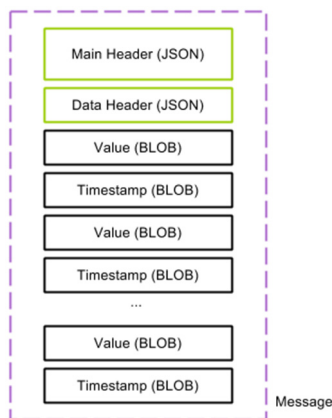 Main Header (JSON)
Data Header (JSON)
Value (BLOB)
Timestamp (BLOB)
Value (BLOB)
Timestamp (BLOB)
...
Value (BLOB)
Timestamp (BLOB)
Message